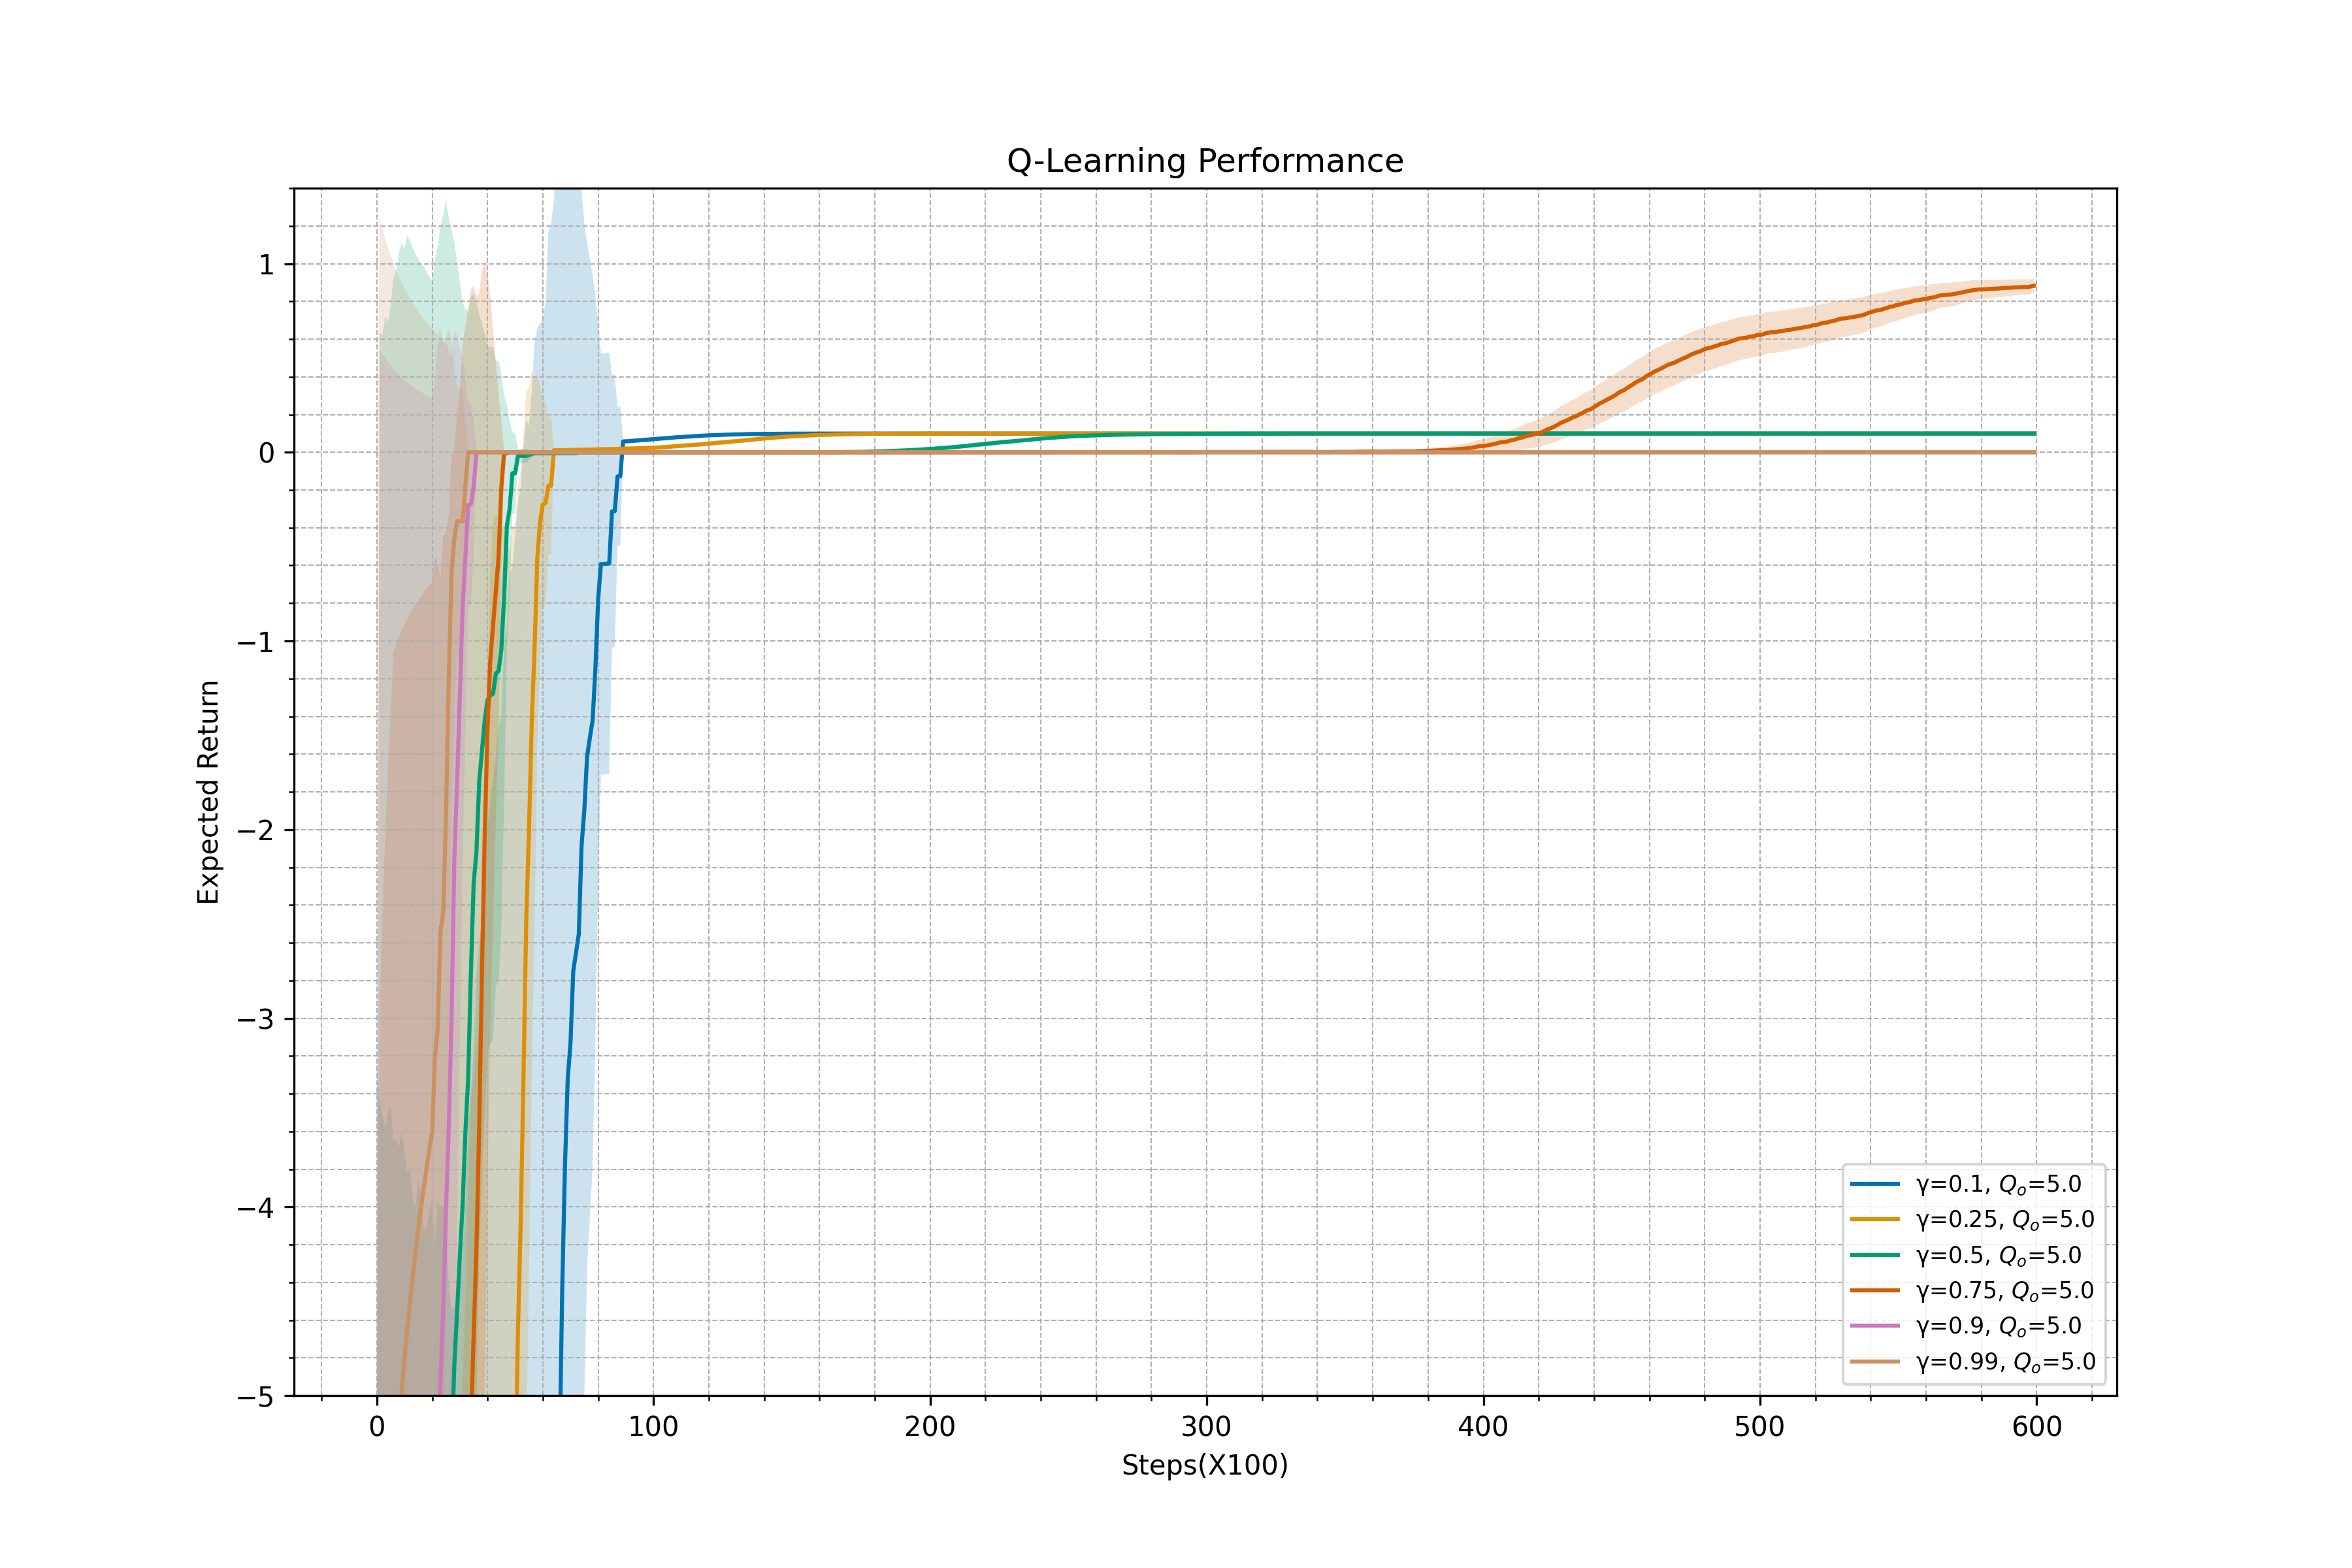 Q-Learning Performance
Expected Return
1
0
−1
−2
−3
−4
−5
0 100 200 300 400 500 600
Steps(X100)
γ=0.1, Qₒ=5.0
γ=0.25, Qₒ=5.0
γ=0.5, Qₒ=5.0
γ=0.75, Qₒ=5.0
γ=0.9, Qₒ=5.0
γ=0.99, Qₒ=5.0